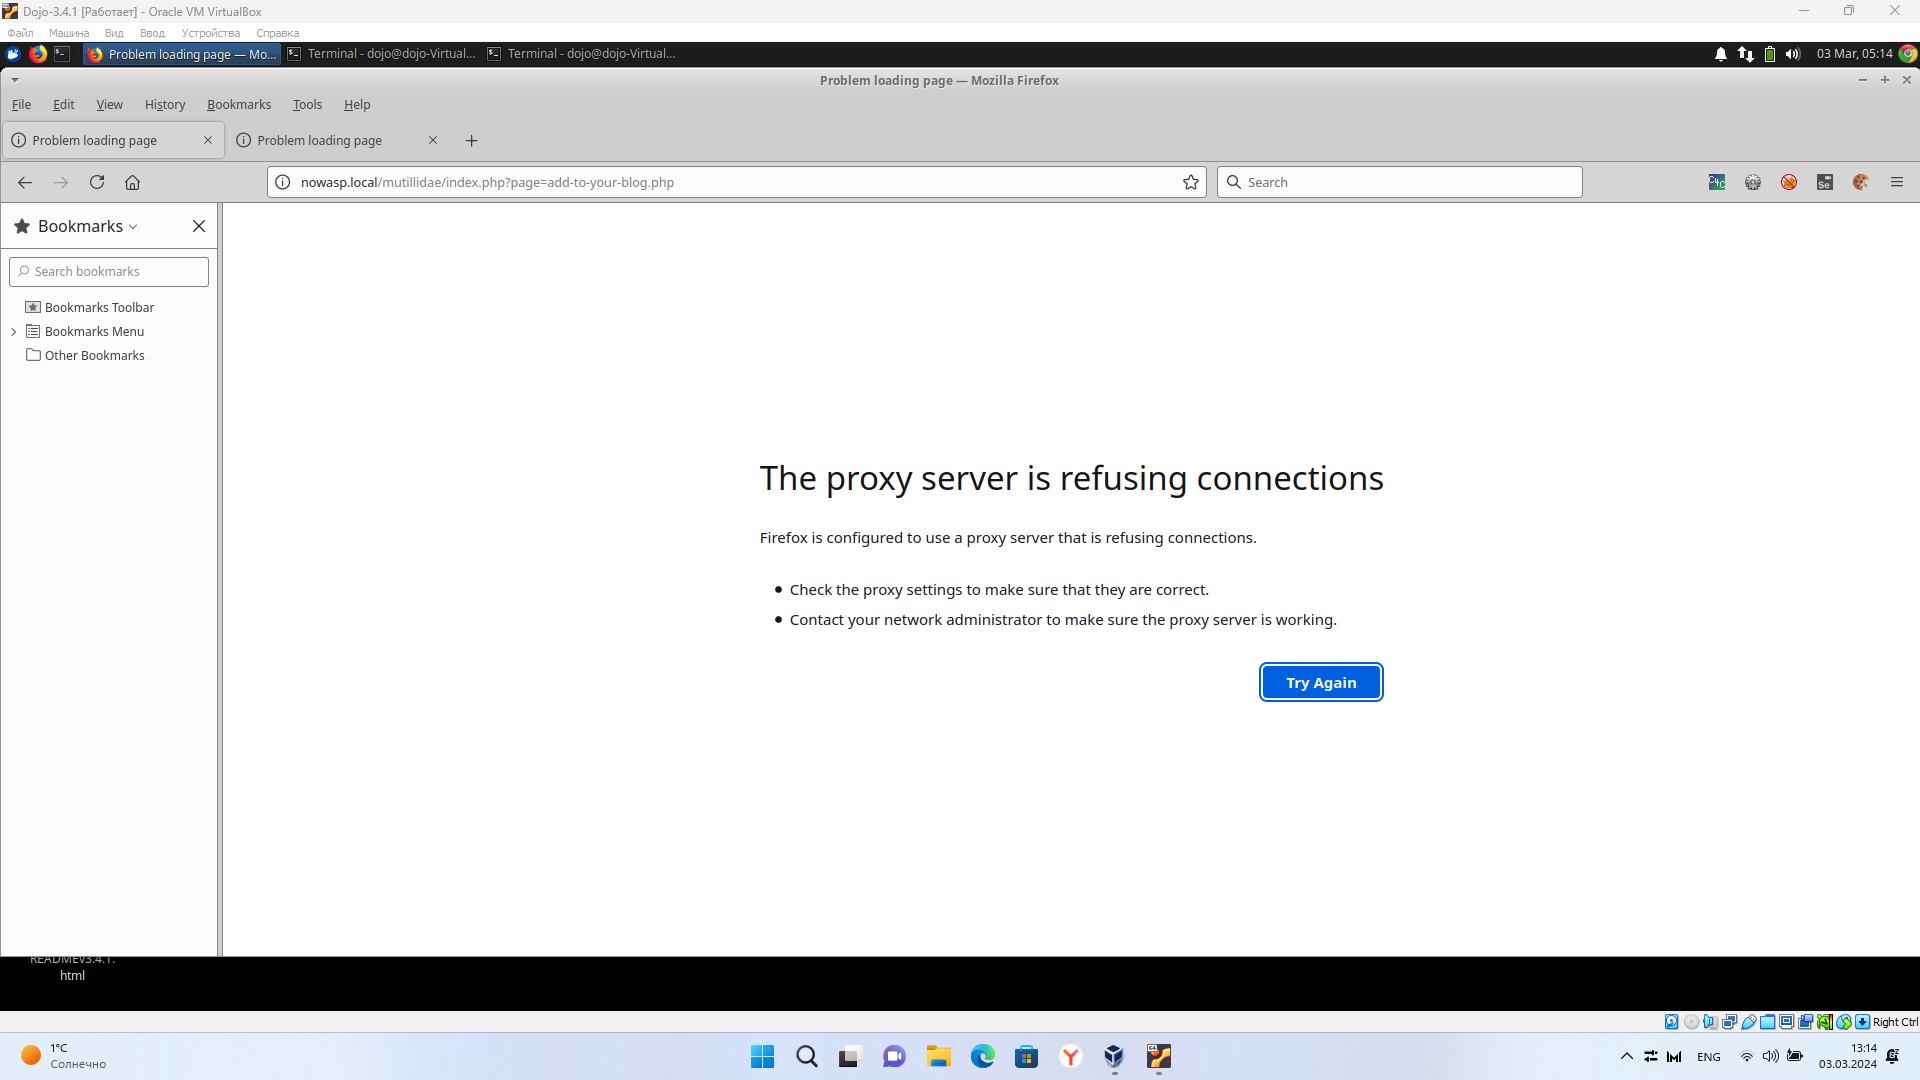 Dojo-3.4.1 [Работает] - Oracle VM VirtualBox
Файл Машина Вид Ввод Устройства Справка
Problem loading page — Mo... Terminal - dojo@dojo-Virtual... Terminal - dojo@dojo-Virtual... 03 Mar, 05:14
Problem loading page — Mozilla Firefox
File Edit View History Bookmarks Tools Help
Problem loading page Problem loading page
nowasp.local/mutillidae/index.php?page=add-to-your-blog.php Search
Bookmarks
Search bookmarks
Bookmarks Toolbar
Bookmarks Menu
Other Bookmarks
The proxy server is refusing connections
Firefox is configured to use a proxy server that is refusing connections.
Check the proxy settings to make sure that they are correct.
Contact your network administrator to make sure the proxy server is working.
Try Again
READMEv3.4.1.
html
Right Ctrl
1°C
Солнечно
ENG
13:14
03.03.2024